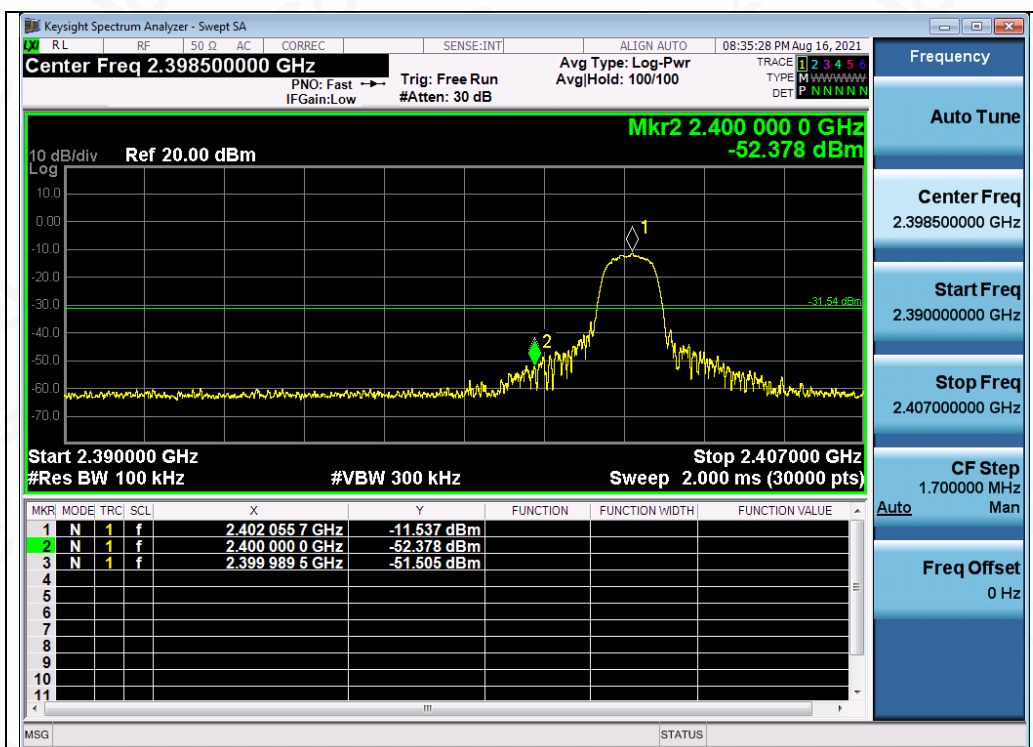 Keysight Spectrum Analyzer - Swept SA
LXI RL RF 50 Ω AC CORREC SENSE:INT ALIGN AUTO 08:35:28 PM Aug 16, 2021
Center Freq 2.398500000 GHz
PNO: Fast
IFGain:Low
Trig: Free Run
#Atten: 30 dB
Avg Type: Log-Pwr
Avg|Hold: 100/100
TRACE 1 2 3 4 5 6
TYPE M WWWWW
DET P N N N N N
Mkr2 2.400 000 0 GHz
-52.378 dBm
10 dB/div Ref 20.00 dBm
Log
10.0
0.00
-10.0
-20.0
-30.0
-40.0
-50.0
-60.0
-70.0
1
2
-31.54 dBm
Start 2.390000 GHz Stop 2.407000 GHz
#Res BW 100 kHz #VBW 300 kHz Sweep 2.000 ms (30000 pts)
MKR MODE TRC SCL X Y FUNCTION FUNCTION WIDTH FUNCTION VALUE
1 N 1 f 2.402 055 7 GHz -11.537 dBm
2 N 1 f 2.400 000 0 GHz -52.378 dBm
3 N 1 f 2.399 989 5 GHz -51.505 dBm
4
5
6
7
8
9
10
11
MSG STATUS
Frequency
Auto Tune
Center Freq
2.398500000 GHz
Start Freq
2.390000000 GHz
Stop Freq
2.407000000 GHz
CF Step
1.700000 MHz
Auto Man
Freq Offset
0 Hz